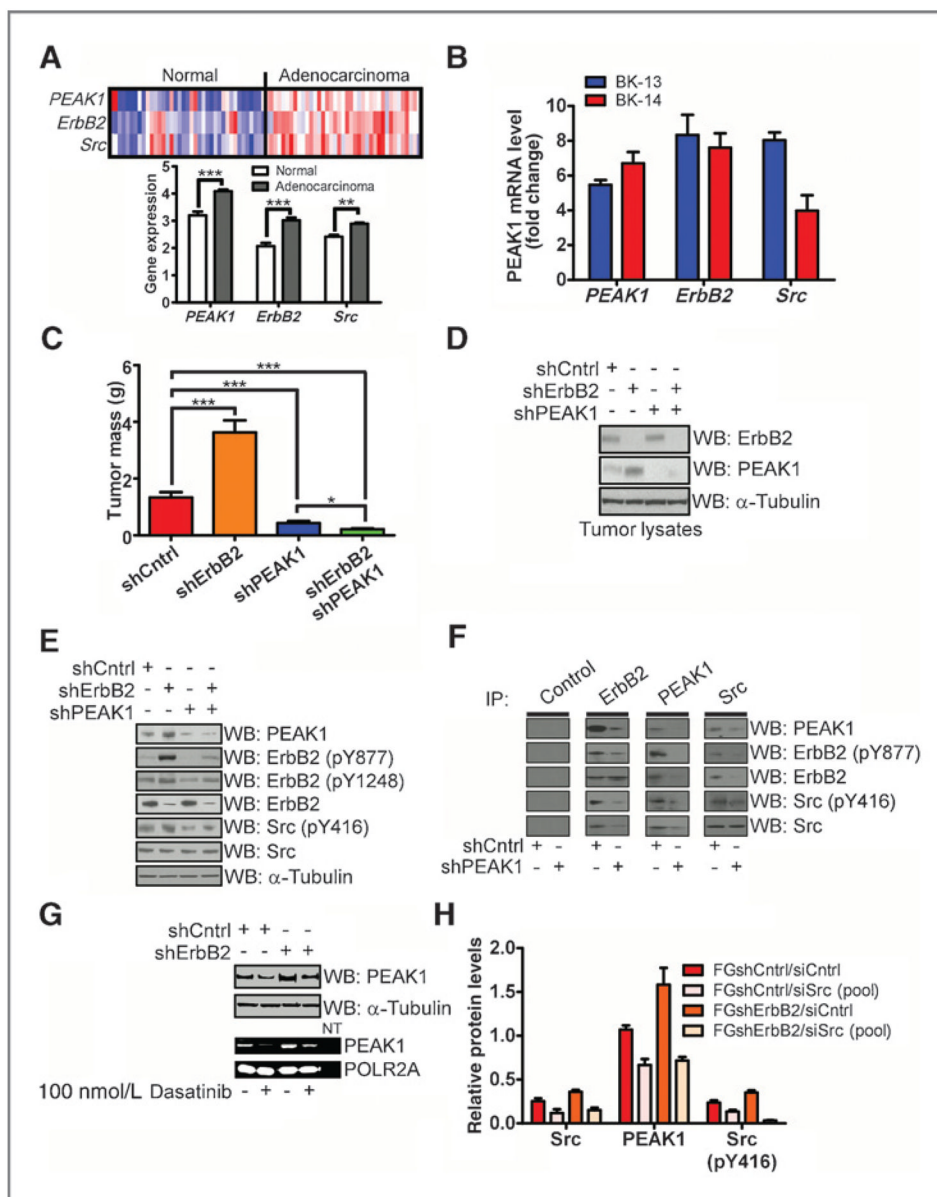 A
Normal Adenocarcinoma
PEAK1
ErbB2
Src
Gene expression
5
4
3
2
1
0
***
***
**
Normal
Adenocarcinoma
PEAK1 ErbB2 Src
B
BK-13
BK-14
PEAK1 mRNA level
(fold change)
10
8
6
4
2
0
PEAK1 ErbB2 Src
C
Tumor mass (g)
6
4
2
0
***
***
***
*
shCntrl
shErbB2
shPEAK1
shErbB2
shPEAK1
D
shCntrl + - - -
shErbB2 - + - +
shPEAK1 - - + +
WB: ErbB2
WB: PEAK1
WB: α-Tubulin
Tumor lysates
E
shCntrl + - - -
shErbB2 - + - +
shPEAK1 - - + +
WB: PEAK1
WB: ErbB2 (pY877)
WB: ErbB2 (pY1248)
WB: ErbB2
WB: Src (pY416)
WB: Src
WB: α-Tubulin
F
IP: Control ErbB2 PEAK1 Src
WB: PEAK1
WB: ErbB2 (pY877)
WB: ErbB2
WB: Src (pY416)
WB: Src
shCntrl + - + - + - + -
shPEAK1 - + - + - + - +
G
shCntrl + + - -
shErbB2 - - + +
WB: PEAK1
WB: α-Tubulin
NT
PEAK1
POLR2A
100 nmol/L Dasatinib - + - +
H
Relative protein levels
2.0
1.5
1.0
0.5
0.0
FGshCntrl/siCntrl
FGshCntrl/siSrc (pool)
FGshErbB2/siCntrl
FGshErbB2/siSrc (pool)
Src PEAK1 Src
(pY416)